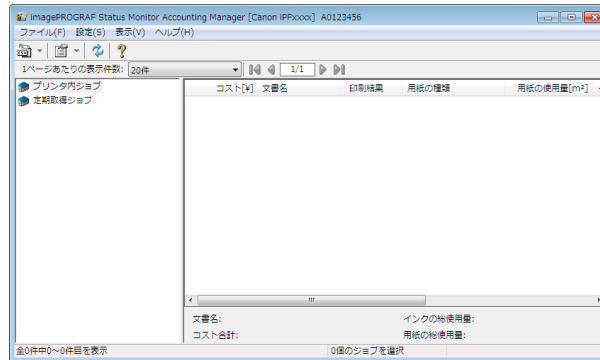 imagePROGRAF Status Monitor Accounting Manager [Canon iPFxxxx] A0123456
ファイル(F) 設定(S) 表示(V) ヘルプ(H)
1ページあたりの表示件数: 20件 1/1
プリンタ内ジョブ
定期取得ジョブ
コスト[¥] 文書名 印刷結果 用紙の種類 用紙の使用量[m²]
文書名: インクの総使用量:
コスト合計: 用紙の総使用量:
全0件中0～0件目を表示 0個のジョブを選択